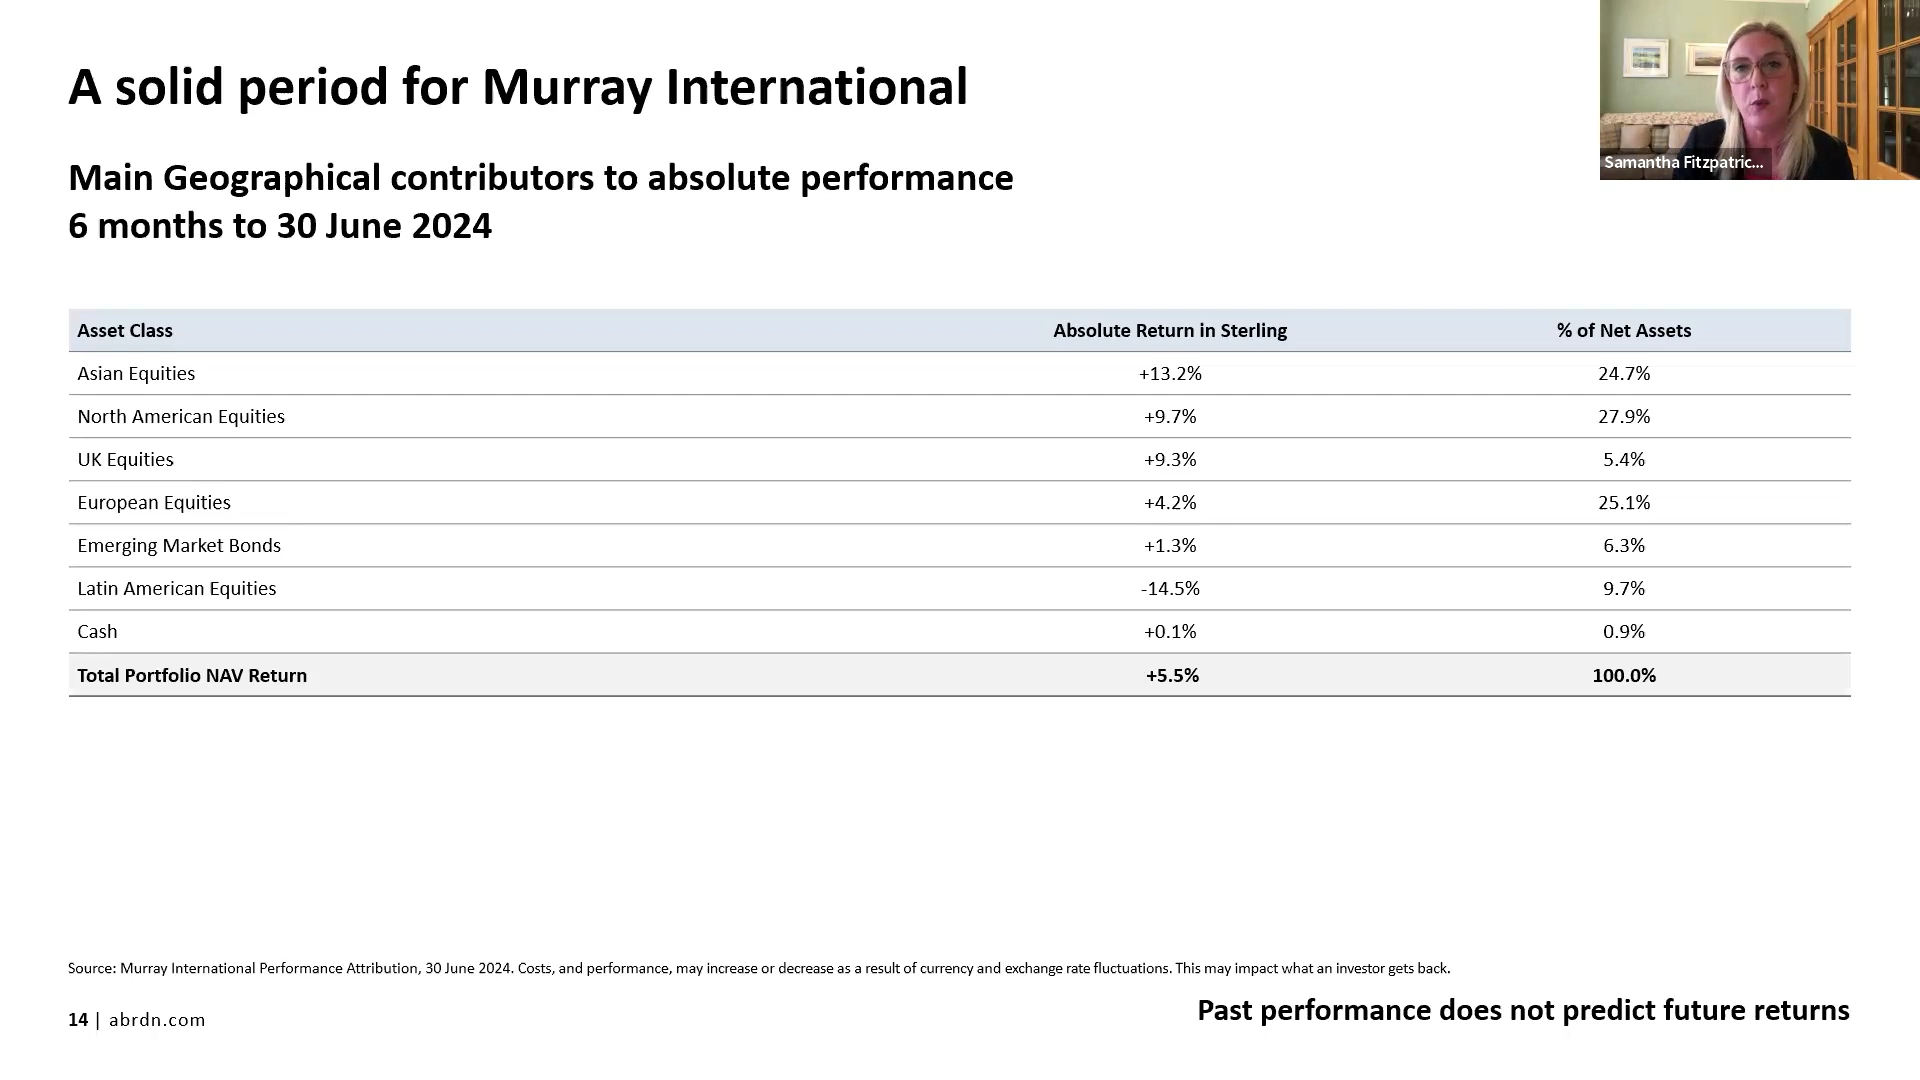 A solid period for Murray International
Samantha Fitzpatric...
Main Geographical contributors to absolute performance
6 months to 30 June 2024
Asset Class Absolute Return in Sterling % of Net Assets
Asian Equities +13.2% 24.7%
North American Equities +9.7% 27.9%
UK Equities +9.3% 5.4%
European Equities +4.2% 25.1%
Emerging Market Bonds +1.3% 6.3%
Latin American Equities -14.5% 9.7%
Cash +0.1% 0.9%
Total Portfolio NAV Return +5.5% 100.0%
Source: Murray International Performance Attribution, 30 June 2024. Costs, and performance, may increase or decrease as a result of currency and exchange rate fluctuations. This may impact what an investor gets back.
Past performance does not predict future returns
14 | abrdn.com